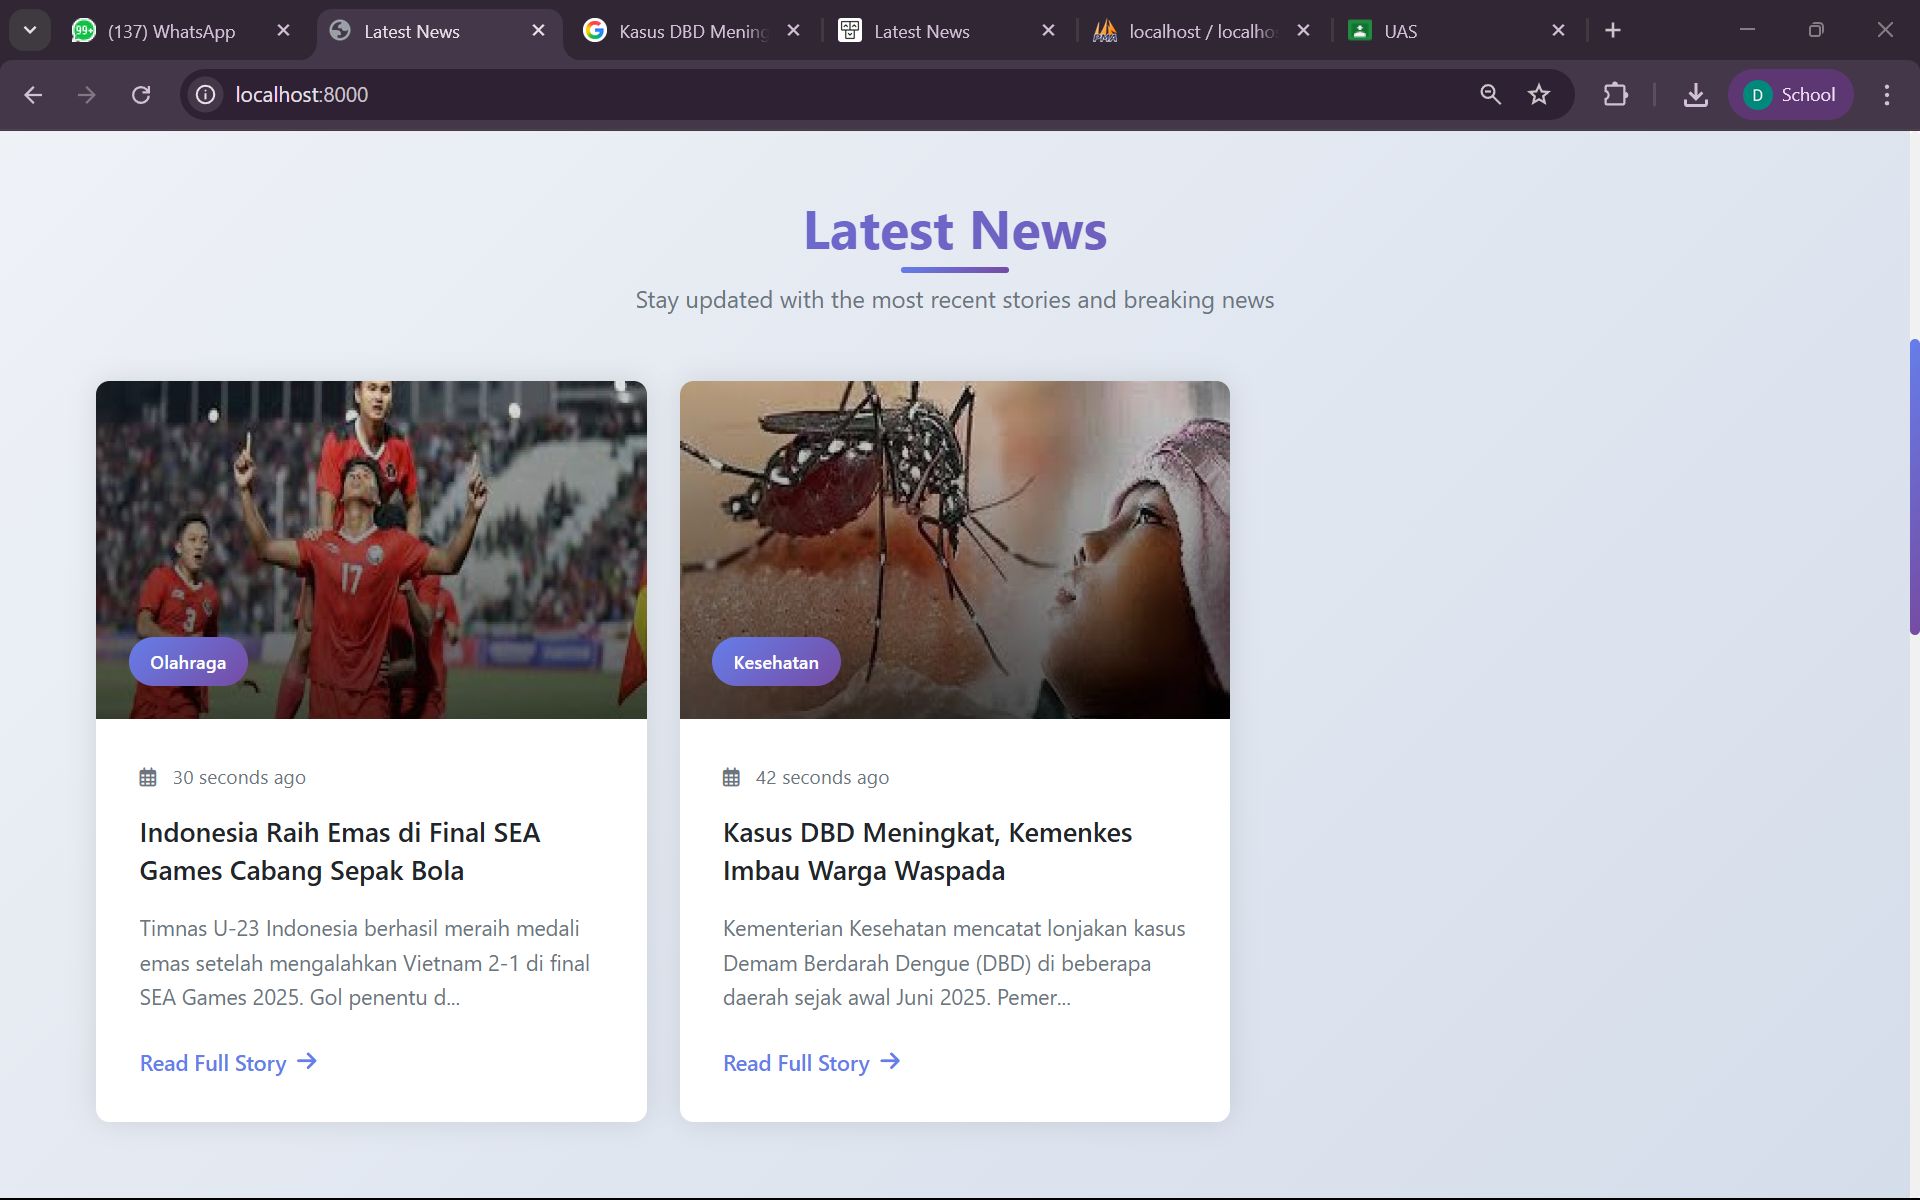 (137) WhatsApp
Latest News
Kasus DBD Mening
Latest News
localhost / localho
UAS
localhost:8000
D School
Latest News
Stay updated with the most recent stories and breaking news
17
3
Olahraga
30 seconds ago
Indonesia Raih Emas di Final SEA
Games Cabang Sepak Bola
Timnas U-23 Indonesia berhasil meraih medali
emas setelah mengalahkan Vietnam 2-1 di final
SEA Games 2025. Gol penentu d...
Read Full Story
Kesehatan
42 seconds ago
Kasus DBD Meningkat, Kemenkes
Imbau Warga Waspada
Kementerian Kesehatan mencatat lonjakan kasus
Demam Berdarah Dengue (DBD) di beberapa
daerah sejak awal Juni 2025. Pemer...
Read Full Story